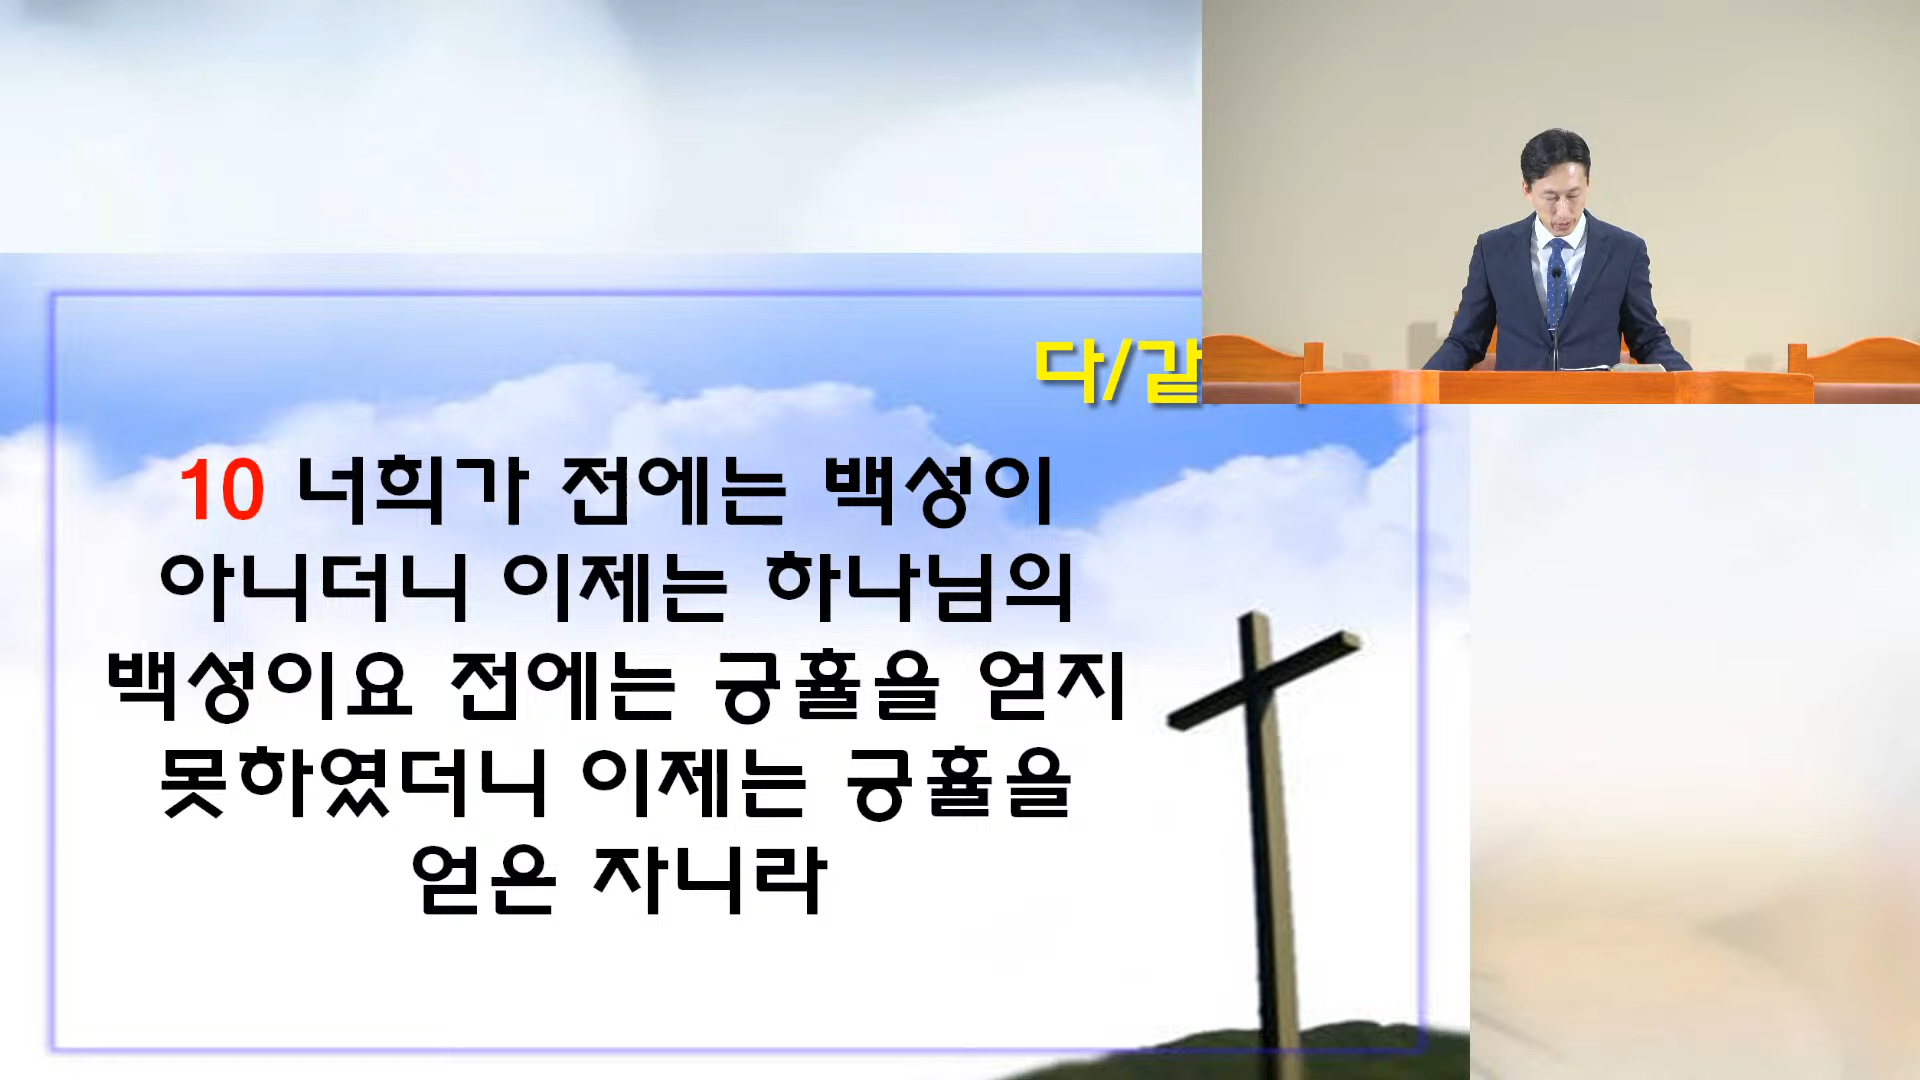 다/같
10 너희가 전에는 백성이
아니더니 이제는 하나님의
백성이요 전에는 긍휼을 얻지
못하였더니 이제는 긍휼을
얻은 자니라